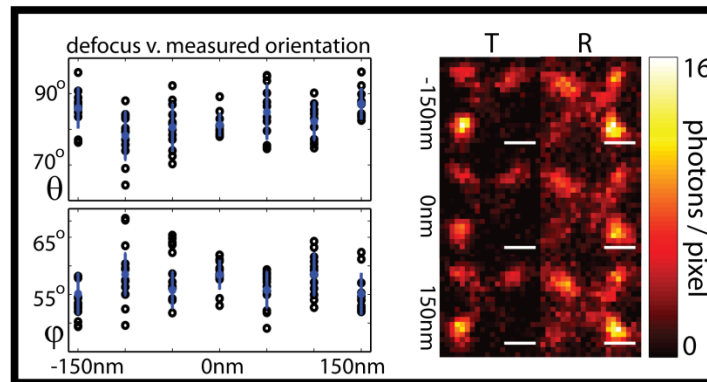 defocus v. measured orientation
90°
70°
θ
65°
55°
φ
-150nm 0nm 150nm
T R
-150nm
0nm
150nm
16
photons / pixel
0